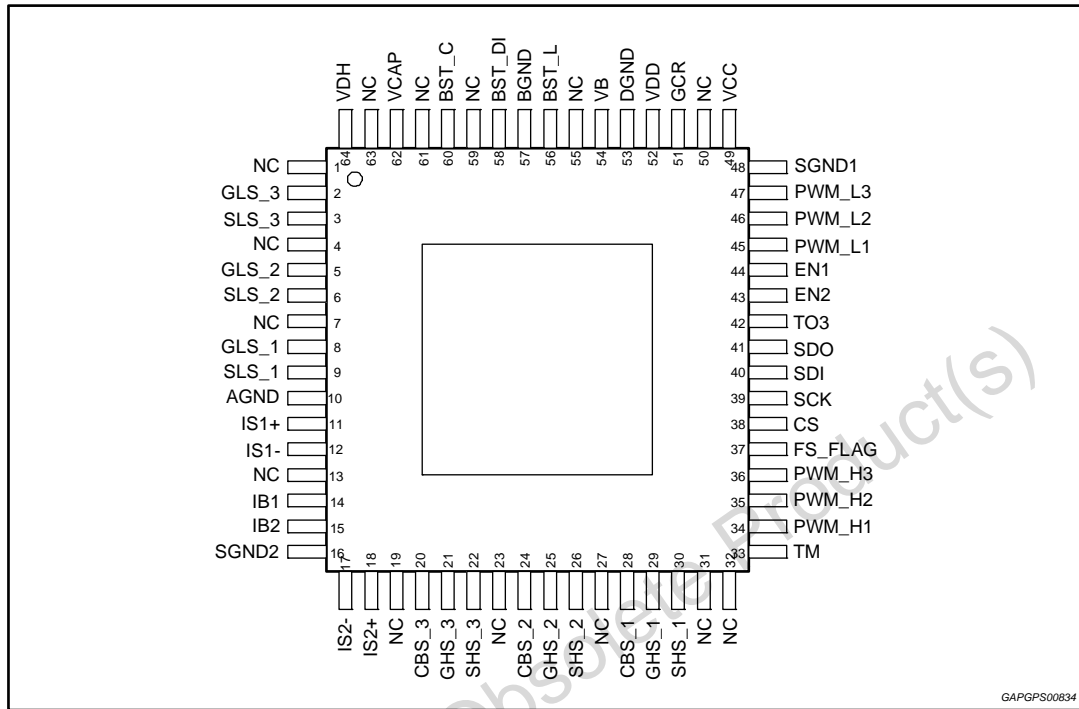 VDH
NC
VCAP
NC
BST_C
NC
BST_DI
BGND
BST_L
NC
VB
DGND
VDD
GCR
NC
VCC
64
63
62
61
60
59
58
57
56
55
54
53
52
51
50
49
NC 1
GLS_3 2
SLS_3 3
NC 4
GLS_2 5
SLS_2 6
NC 7
GLS_1 8
SLS_1 9
AGND 10
IS1+ 11
IS1- 12
NC 13
IB1 14
IB2 15
SGND2 16
48 SGND1
47 PWM_L3
46 PWM_L2
45 PWM_L1
44 EN1
43 EN2
42 TO3
41 SDO
40 SDI
39 SCK
38 CS
37 FS_FLAG
36 PWM_H3
35 PWM_H2
34 PWM_H1
33 TM
17
18
19
20
21
22
23
24
25
26
27
28
29
30
31
32
IS2-
IS2+
NC
CBS_3
GHS_3
SHS_3
NC
CBS_2
GHS_2
SHS_2
NC
CBS_1
GHS_1
SHS_1
NC
NC
Obsolete Product(s)
GAPGPS00834